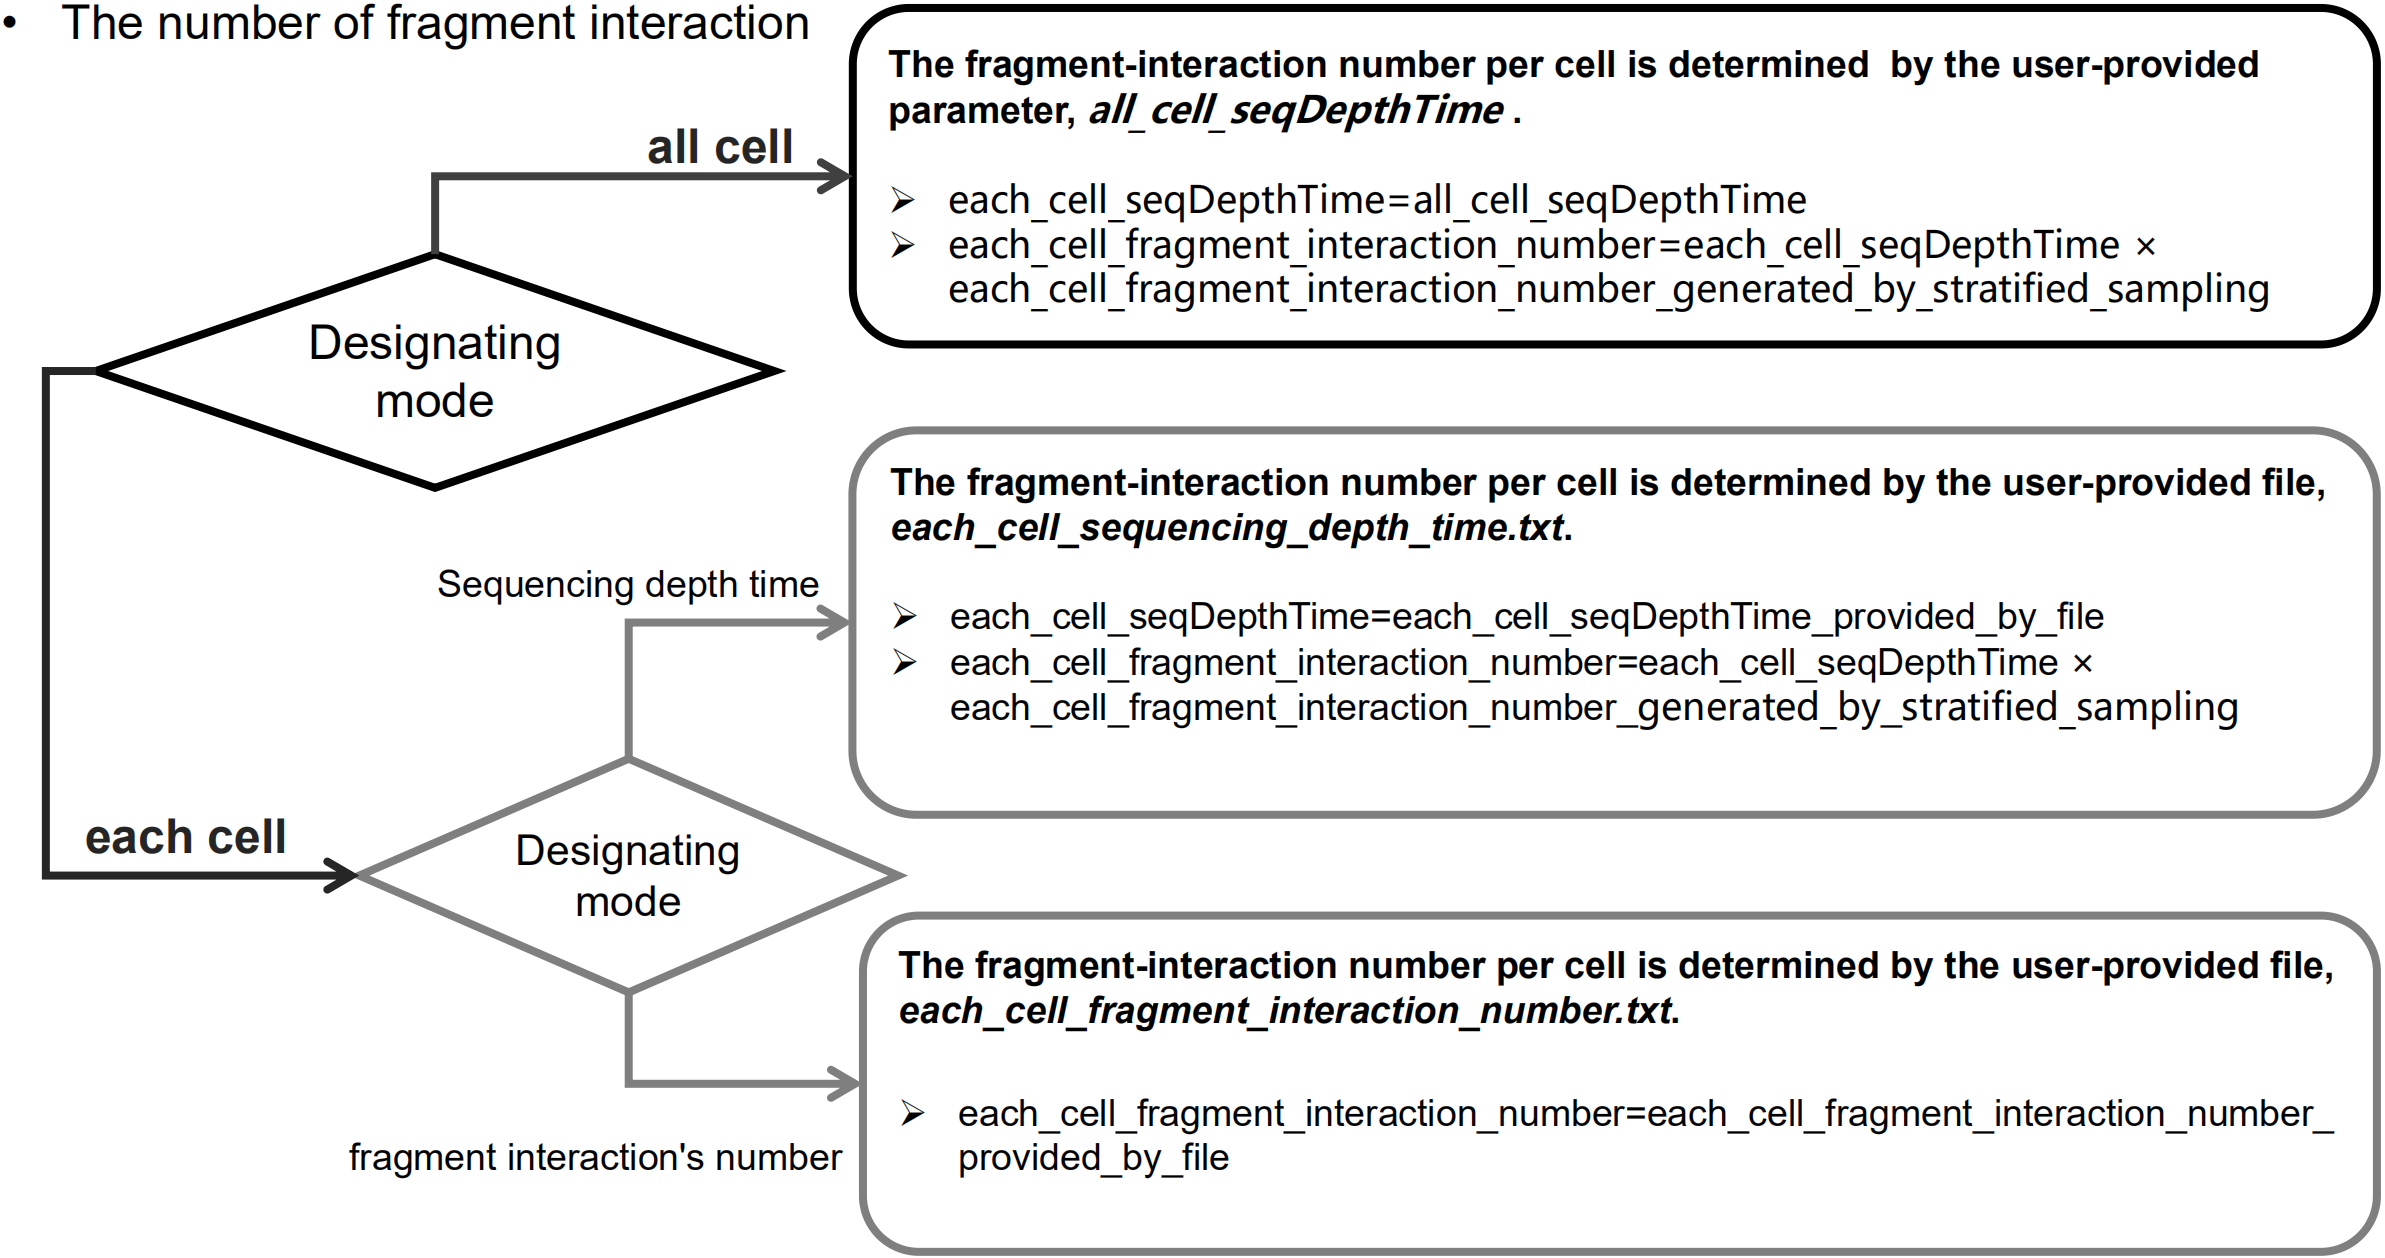 • The number of fragment interaction
The fragment-interaction number per cell is determined by the user-provided
parameter, all_cell_seqDepthTime .
all cell
➢ each_cell_seqDepthTime=all_cell_seqDepthTime
➢ each_cell_fragment_interaction_number=each_cell_seqDepthTime ×
each_cell_fragment_interaction_number_generated_by_stratified_sampling
Designating
mode
The fragment-interaction number per cell is determined by the user-provided file,
each_cell_sequencing_depth_time.txt.
Sequencing depth time
➢ each_cell_seqDepthTime=each_cell_seqDepthTime_provided_by_file
➢ each_cell_fragment_interaction_number=each_cell_seqDepthTime ×
each_cell_fragment_interaction_number_generated_by_stratified_sampling
each cell
Designating
mode
The fragment-interaction number per cell is determined by the user-provided file,
each_cell_fragment_interaction_number.txt.
➢ each_cell_fragment_interaction_number=each_cell_fragment_interaction_number_
provided_by_file
fragment interaction's number